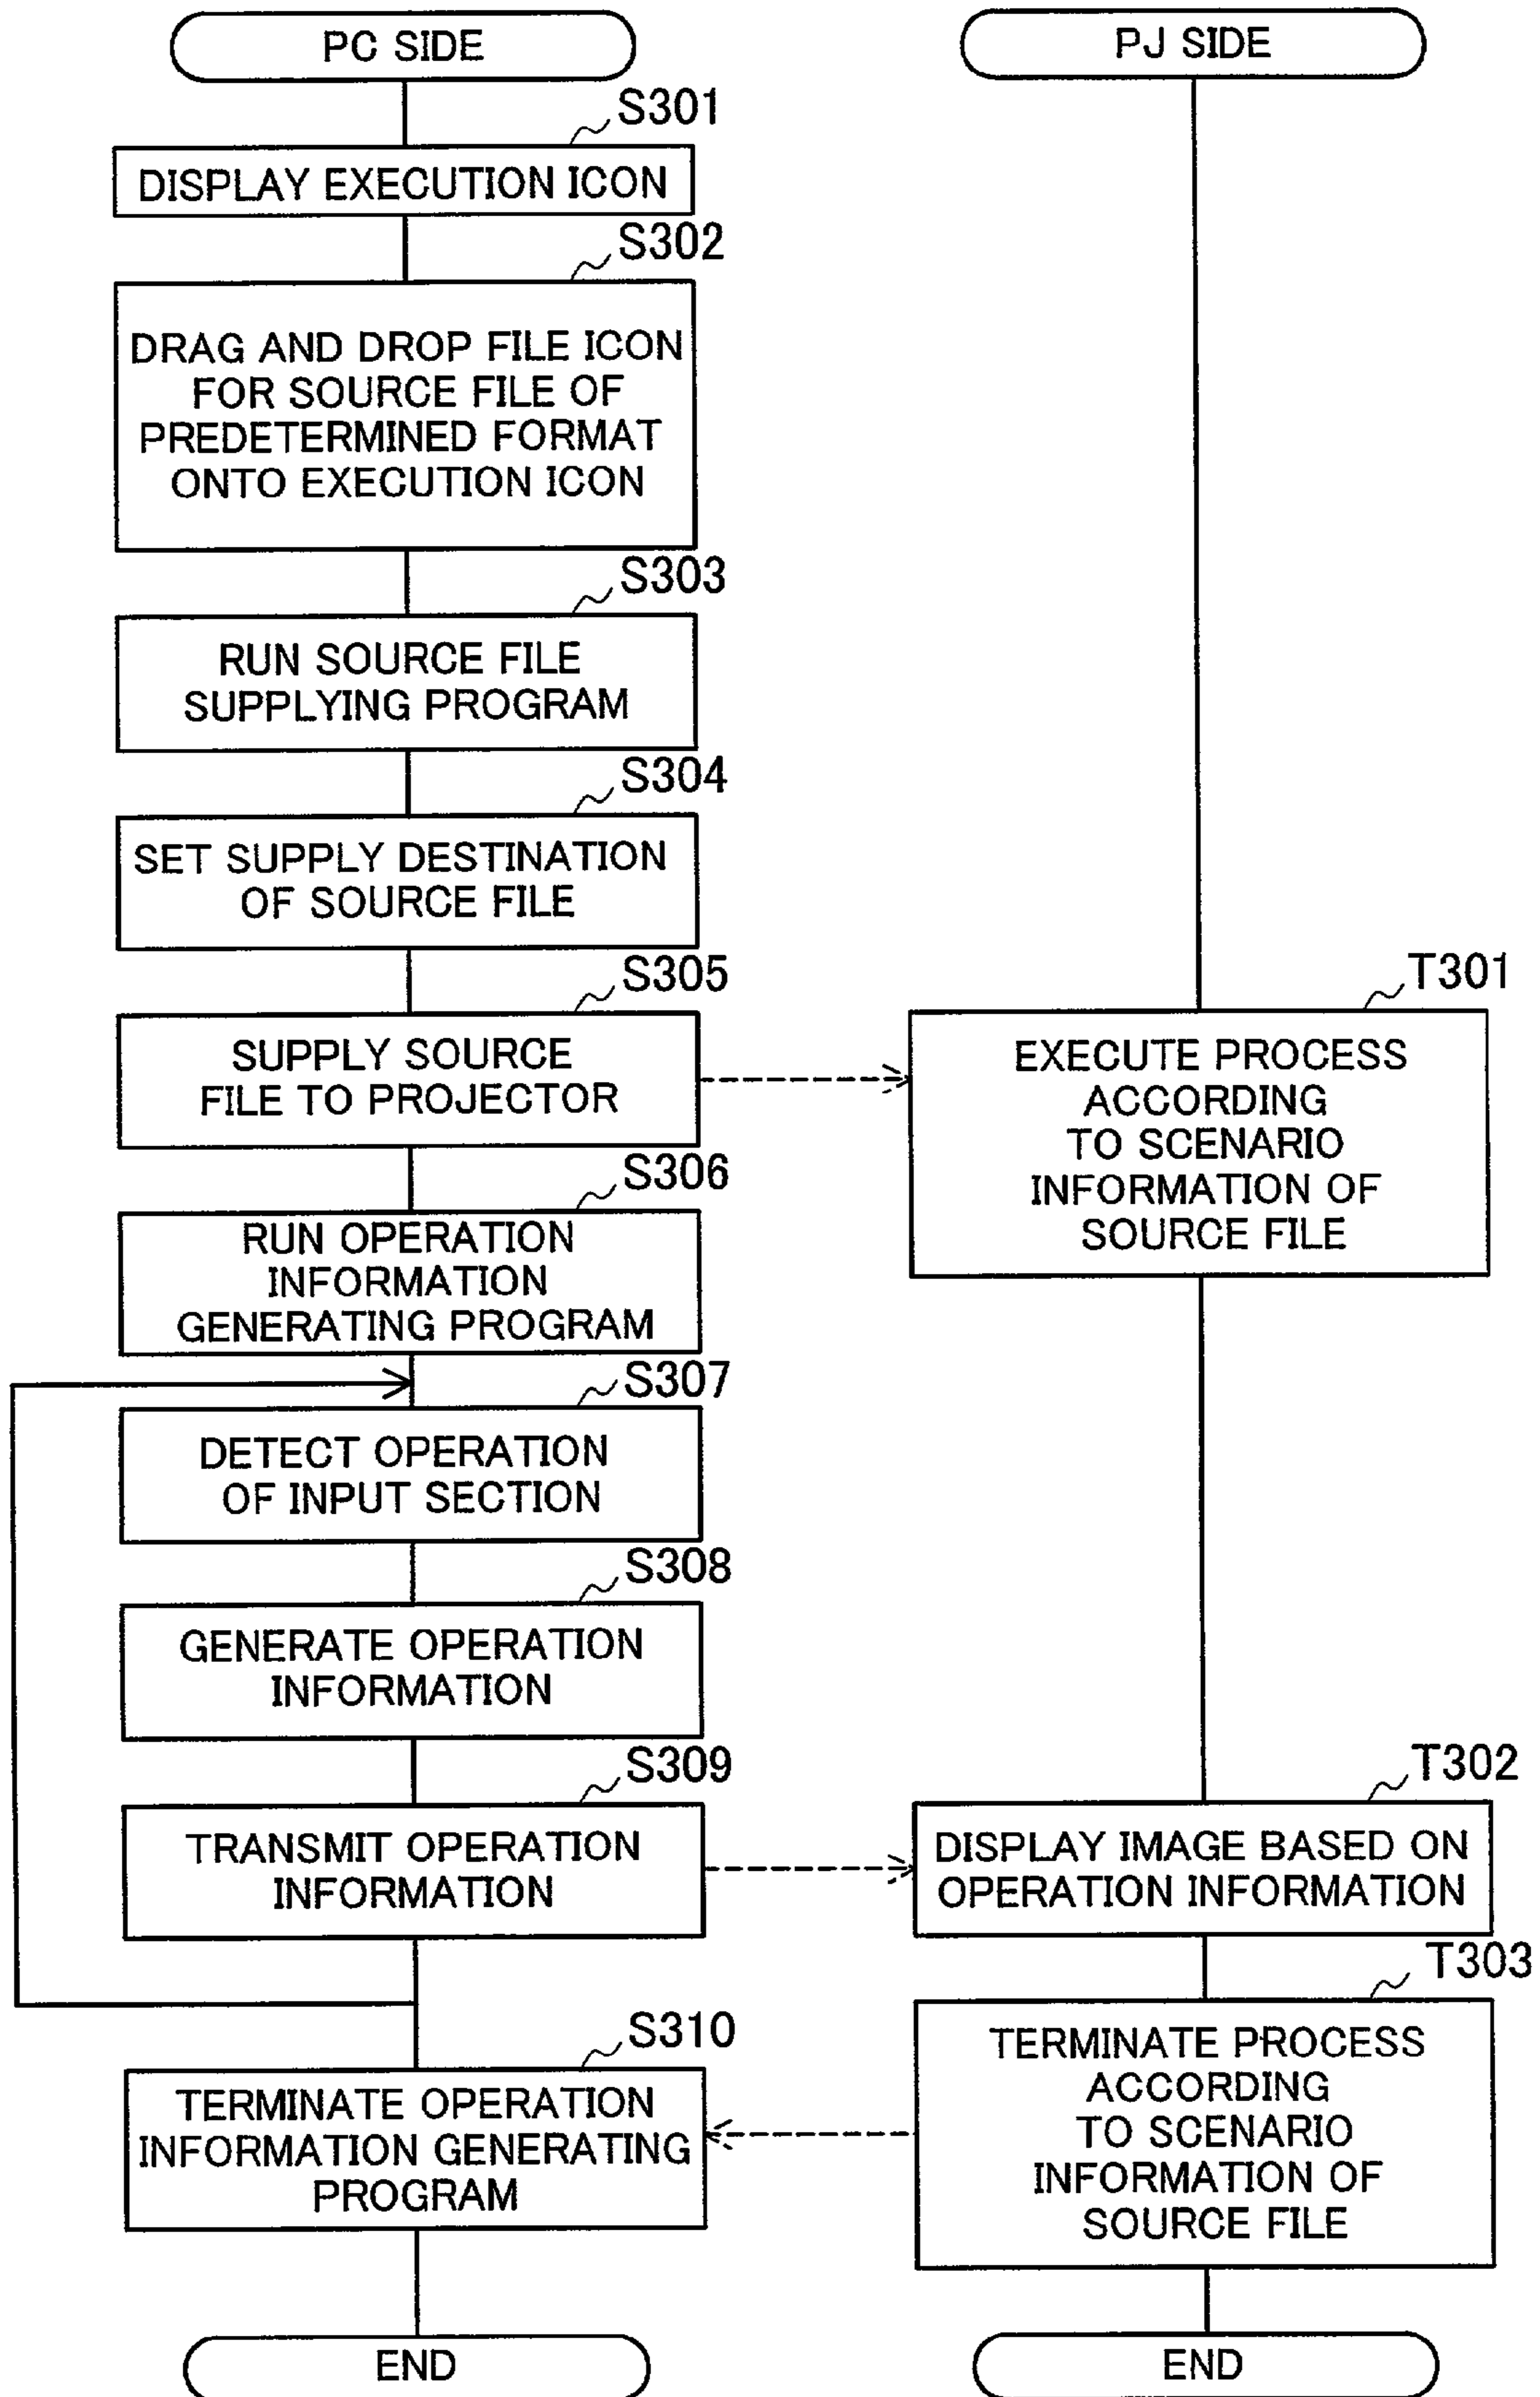 PC SIDE
S301
DISPLAY EXECUTION ICON
S302
DRAG AND DROP FILE ICON
FOR SOURCE FILE OF
PREDETERMINED FORMAT
ONTO EXECUTION ICON
S303
RUN SOURCE FILE
SUPPLYING PROGRAM
S304
SET SUPPLY DESTINATION
OF SOURCE FILE
S305
SUPPLY SOURCE
FILE TO PROJECTOR
S306
RUN OPERATION
INFORMATION
GENERATING PROGRAM
S307
DETECT OPERATION
OF INPUT SECTION
S308
GENERATE OPERATION
INFORMATION
S309
TRANSMIT OPERATION
INFORMATION
S310
TERMINATE OPERATION
INFORMATION GENERATING
PROGRAM
END
PJ SIDE
T301
EXECUTE PROCESS
ACCORDING
TO SCENARIO
INFORMATION OF
SOURCE FILE
T302
DISPLAY IMAGE BASED ON
OPERATION INFORMATION
T303
TERMINATE PROCESS
ACCORDING
TO SCENARIO
INFORMATION OF
SOURCE FILE
END